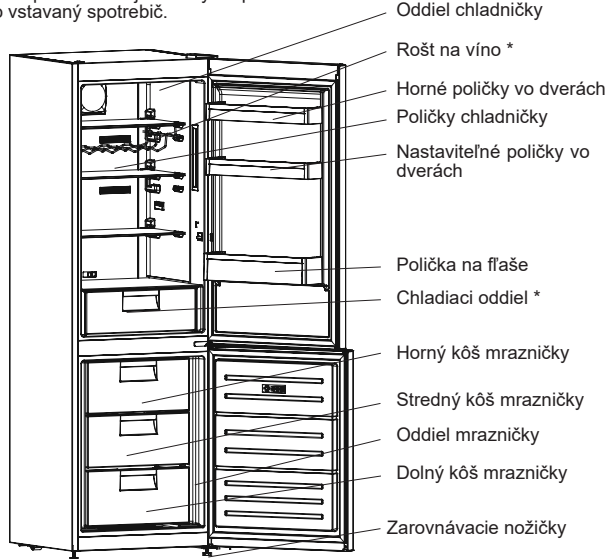 o vstavaný spotrebič.
Oddiel chladničky
Rošt na víno *
Horné poličky vo dverách
Poličky chladničky
Nastaviteľné poličky vo
dverách
Polička na fľaše
Chladiaci oddiel *
Horný kôš mrazničky
Stredný kôš mrazničky
Oddiel mrazničky
Dolný kôš mrazničky
Zarovnávacie nožičky